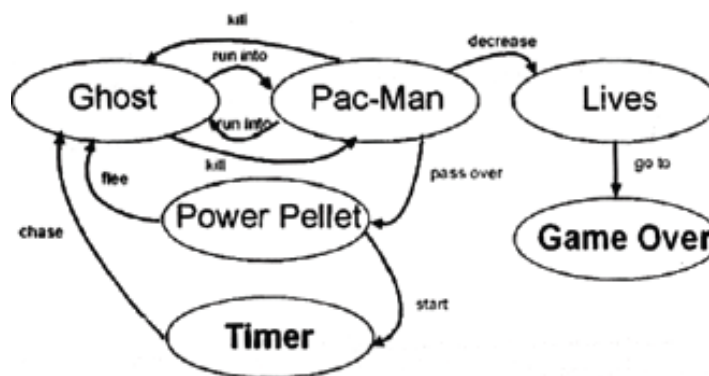 kill
decrease
run into
Ghost
Pac-Man
Lives
run into
kill
flee
pass over
go to
Power Pellet
chase
Game Over
start
Timer